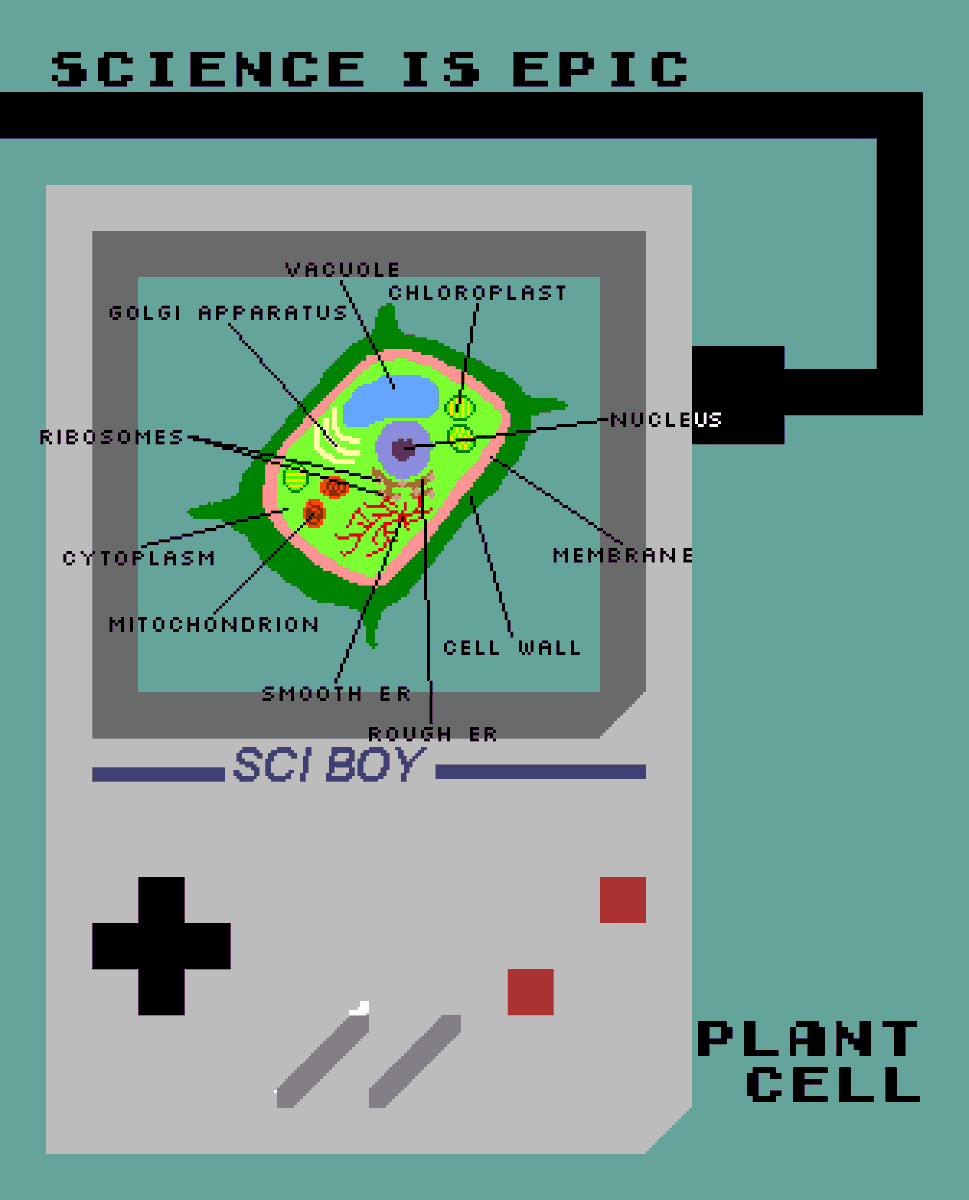 SCIENCE IS EPIC
VACUOLE
CHLOROPLAST
GOLGI APPARATUS
NUCLEUS
RIBOSOMES
MEMBRANE
CYTOPLASM
MITOCHONDRION
CELL WALL
SMOOTH ER
ROUGH ER
SCI BOY
PLANT
CELL